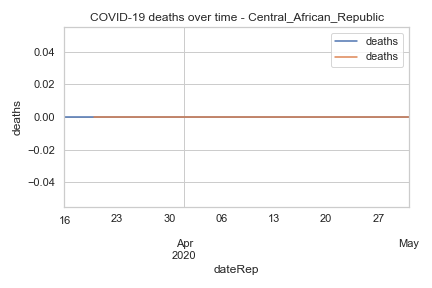 COVID-19 deaths over time - Central_African_Republic
deaths
deaths
0.04
0.02
0.00
−0.02
−0.04
deaths
16
23
30
06
13
20
27
Apr
2020
May
dateRep